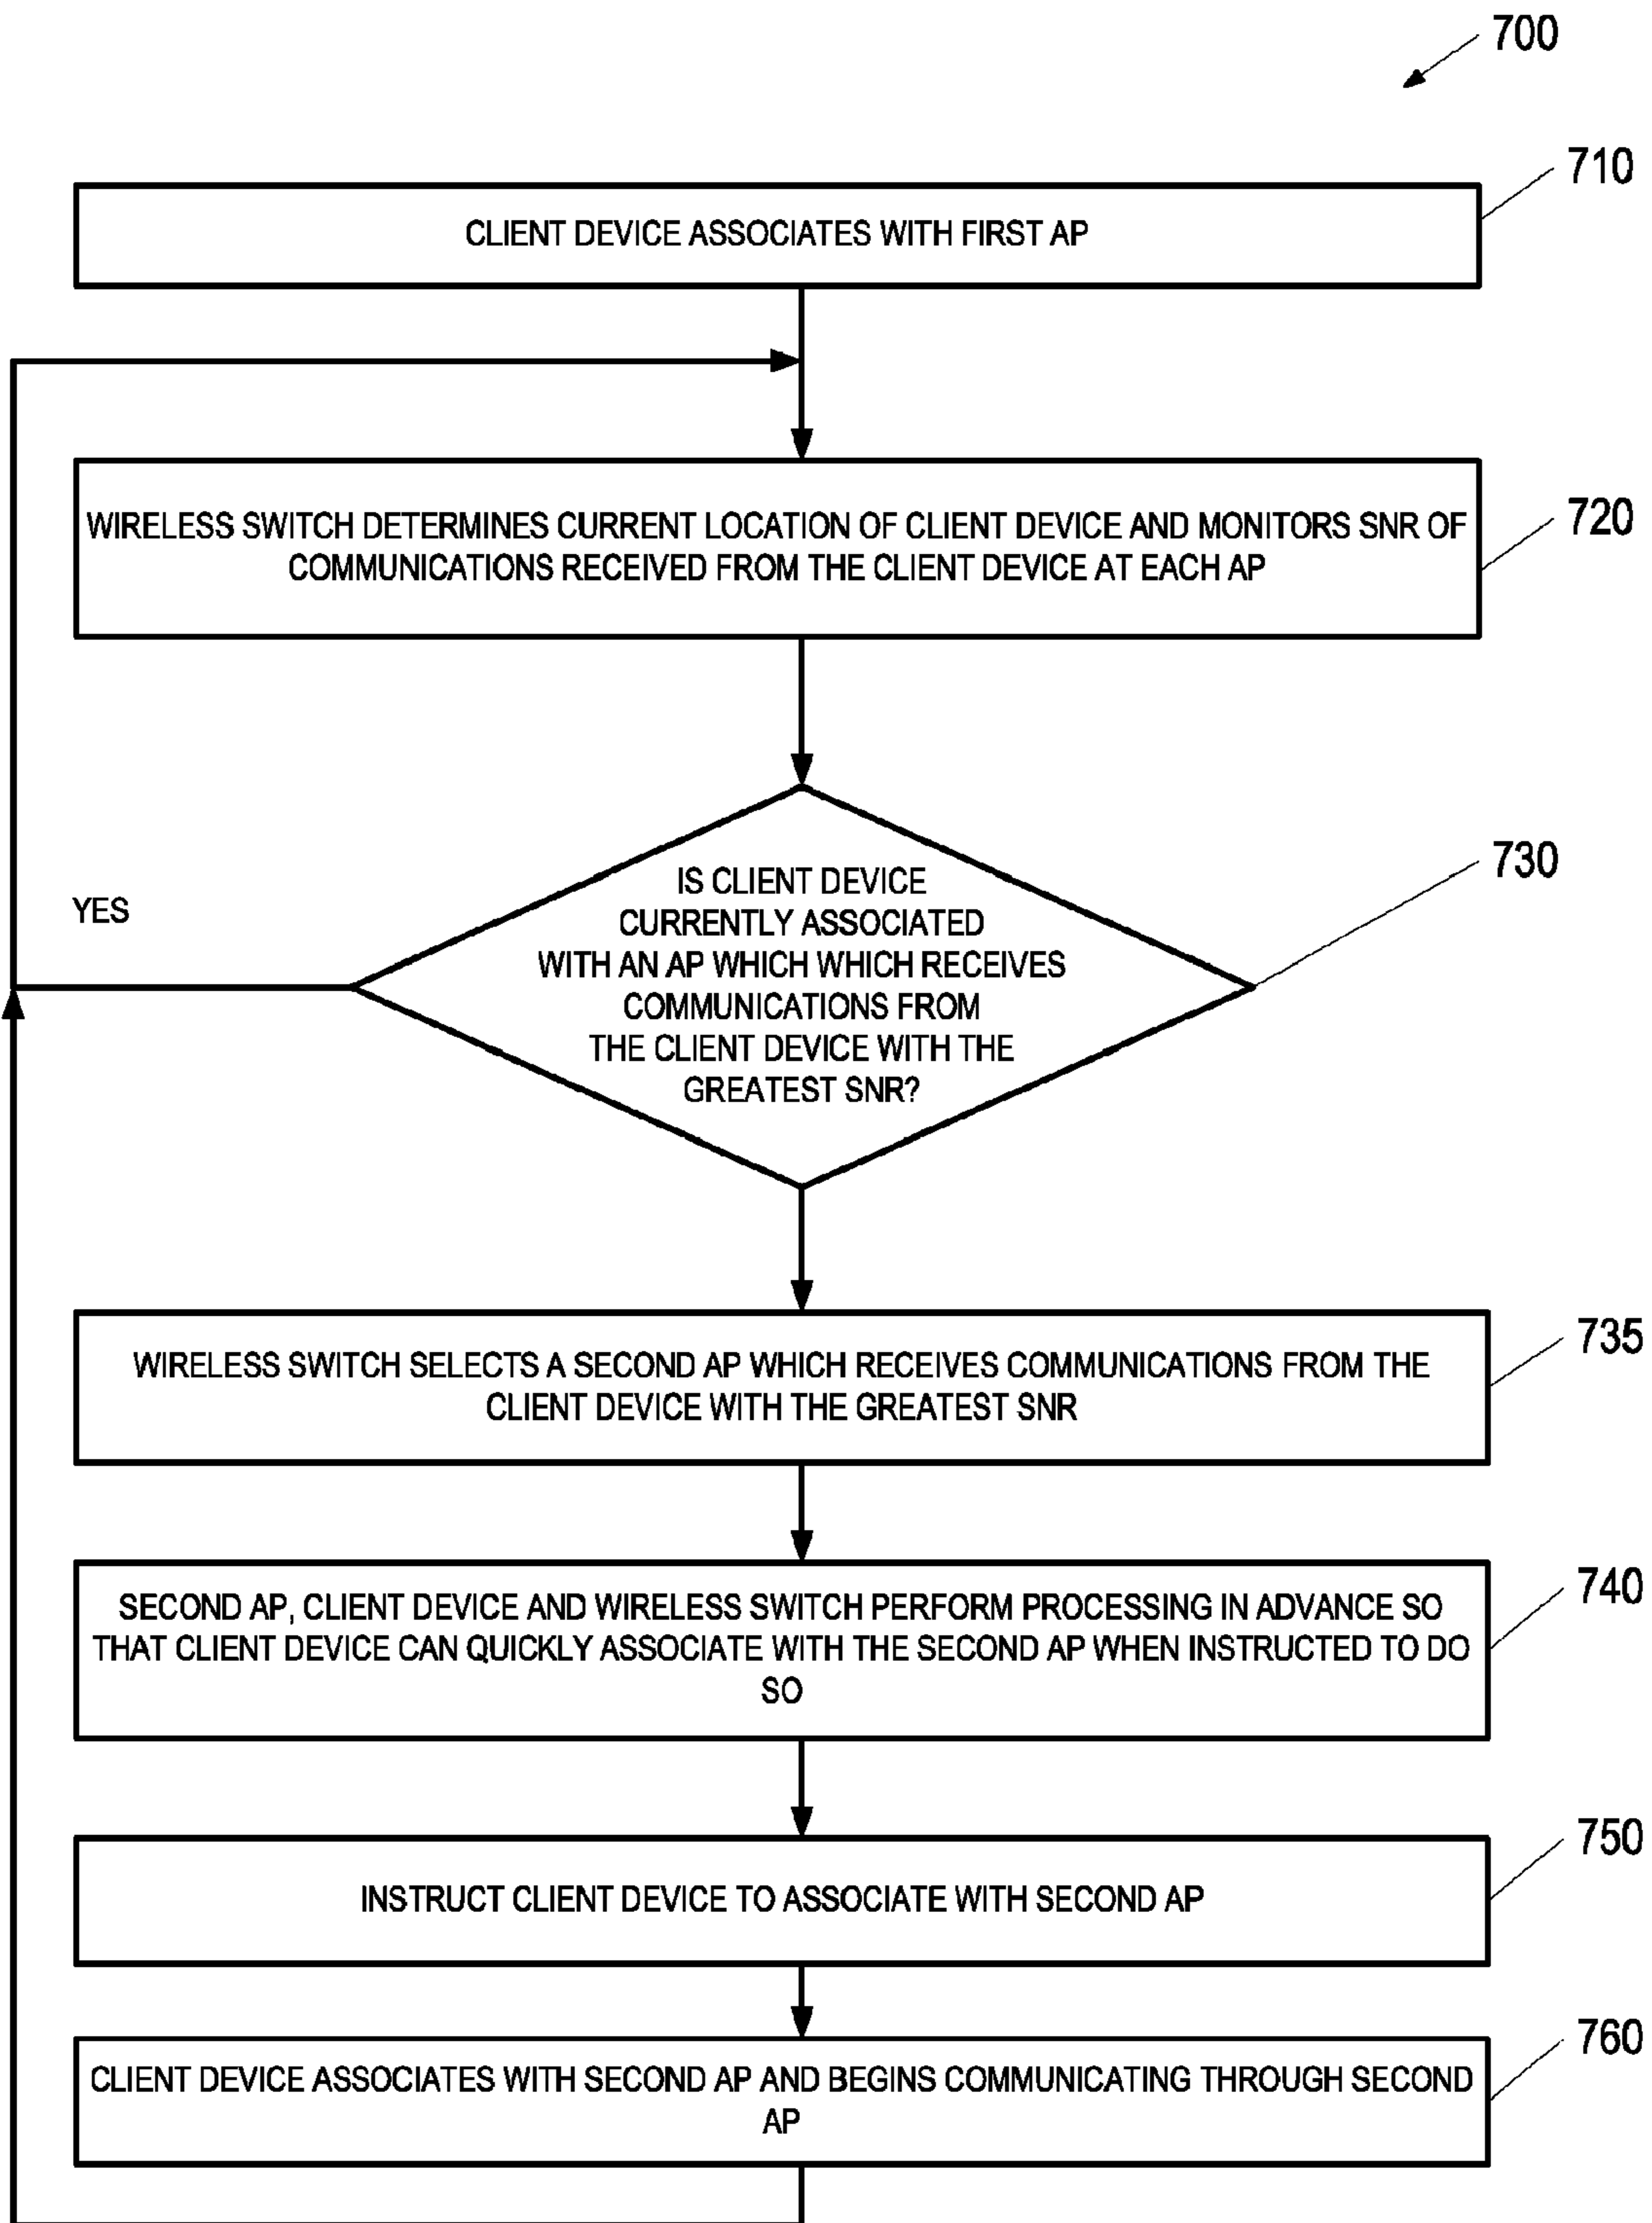 700
710
CLIENT DEVICE ASSOCIATES WITH FIRST AP
720
WIRELESS SWITCH DETERMINES CURRENT LOCATION OF CLIENT DEVICE AND MONITORS SNR OF
COMMUNICATIONS RECEIVED FROM THE CLIENT DEVICE AT EACH AP
730
YES
IS CLIENT DEVICE
CURRENTLY ASSOCIATED
WITH AN AP WHICH WHICH RECEIVES
COMMUNICATIONS FROM
THE CLIENT DEVICE WITH THE
GREATEST SNR?
735
WIRELESS SWITCH SELECTS A SECOND AP WHICH RECEIVES COMMUNICATIONS FROM THE
CLIENT DEVICE WITH THE GREATEST SNR
740
SECOND AP, CLIENT DEVICE AND WIRELESS SWITCH PERFORM PROCESSING IN ADVANCE SO
THAT CLIENT DEVICE CAN QUICKLY ASSOCIATE WITH THE SECOND AP WHEN INSTRUCTED TO DO
SO
750
INSTRUCT CLIENT DEVICE TO ASSOCIATE WITH SECOND AP
760
CLIENT DEVICE ASSOCIATES WITH SECOND AP AND BEGINS COMMUNICATING THROUGH SECOND
AP